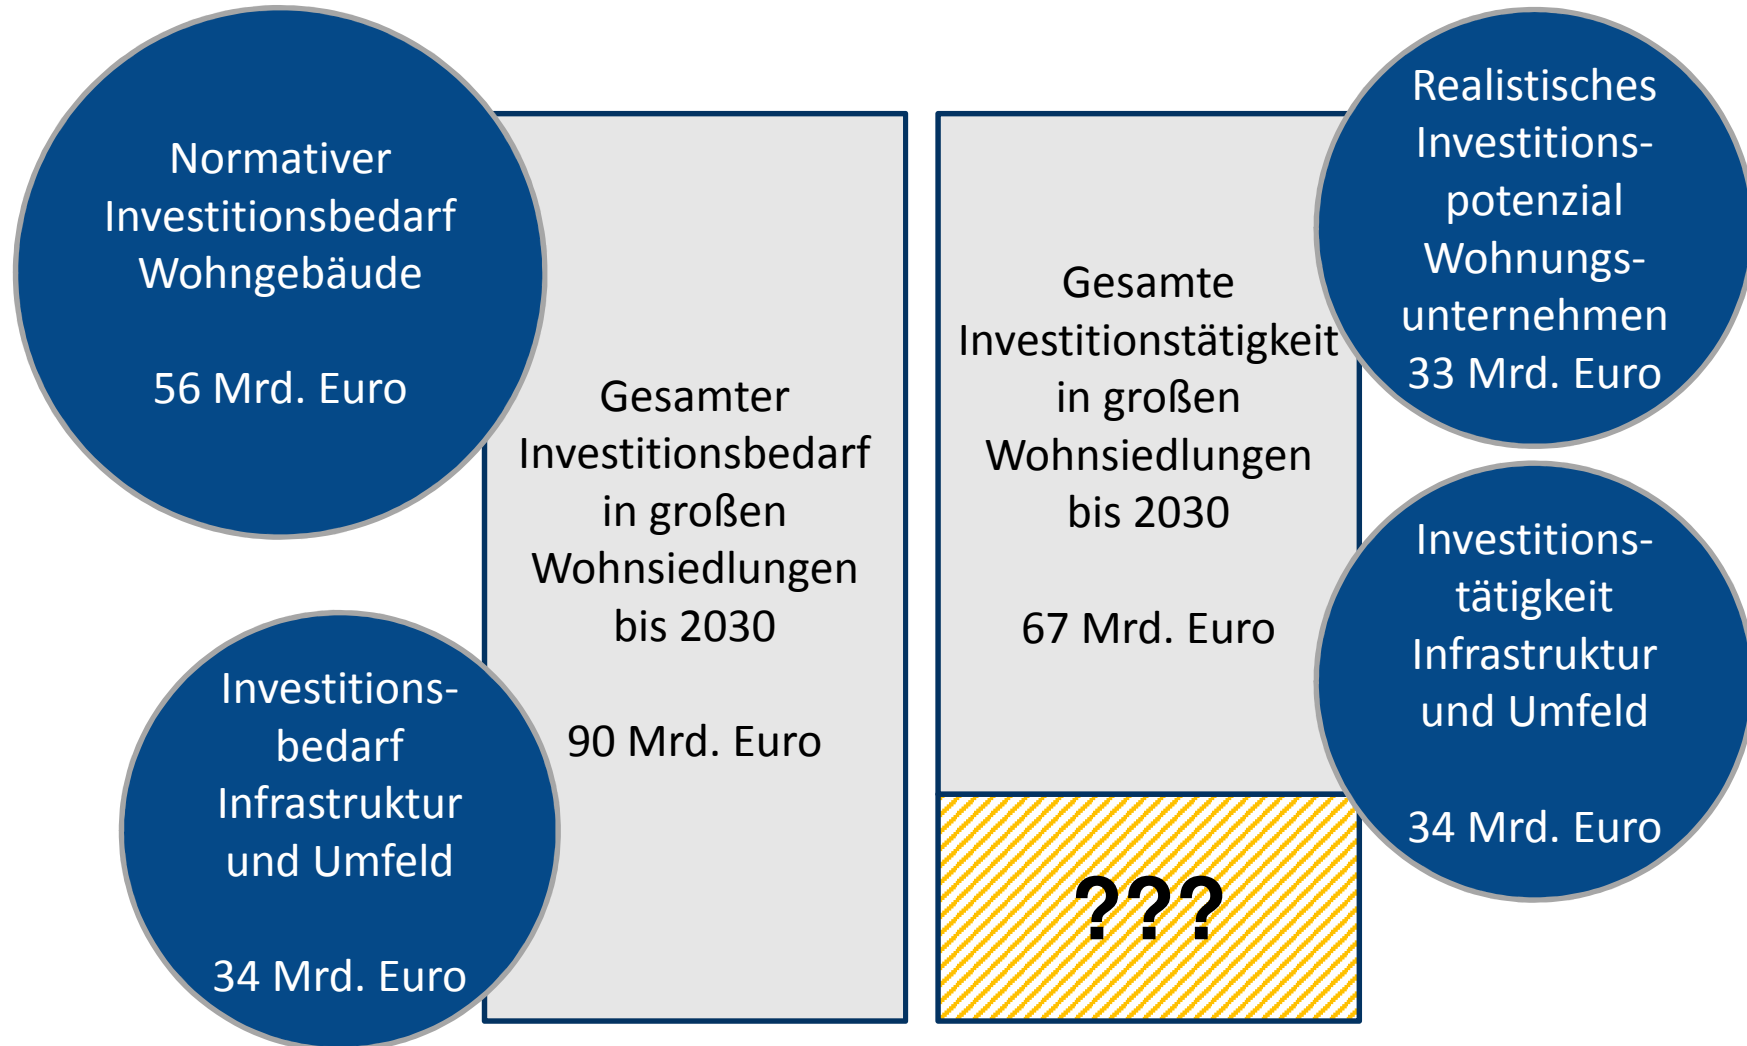 Normativer
Investitionsbedarf
Wohngebäude
56 Mrd. Euro
Investitions-
bedarf
Infrastruktur
und Umfeld
34 Mrd. Euro
Gesamter
Investitionsbedarf
in großen
Wohnsiedlungen
bis 2030
90 Mrd. Euro
Gesamte
Investitionstätigkeit
in großen
Wohnsiedlungen
bis 2030
67 Mrd. Euro
???
Realistisches
Investitions-
potenzial
Wohnungs-
unternehmen
33 Mrd. Euro
Investitions-
tätigkeit
Infrastruktur
und Umfeld
34 Mrd. Euro